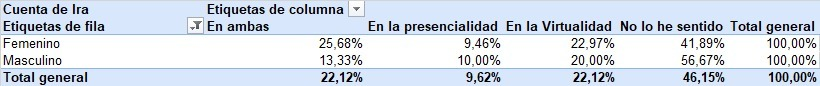 Cuenta de Ira Etiquetas de columna
Etiquetas de fila En ambas En la presencialidad En la Virtualidad No lo he sentido Total general
Femenino 25,68% 9,46% 22,97% 41,89% 100,00%
Masculino 13,33% 10,00% 20,00% 56,67% 100,00%
Total general 22,12% 9,62% 22,12% 46,15% 100,00%